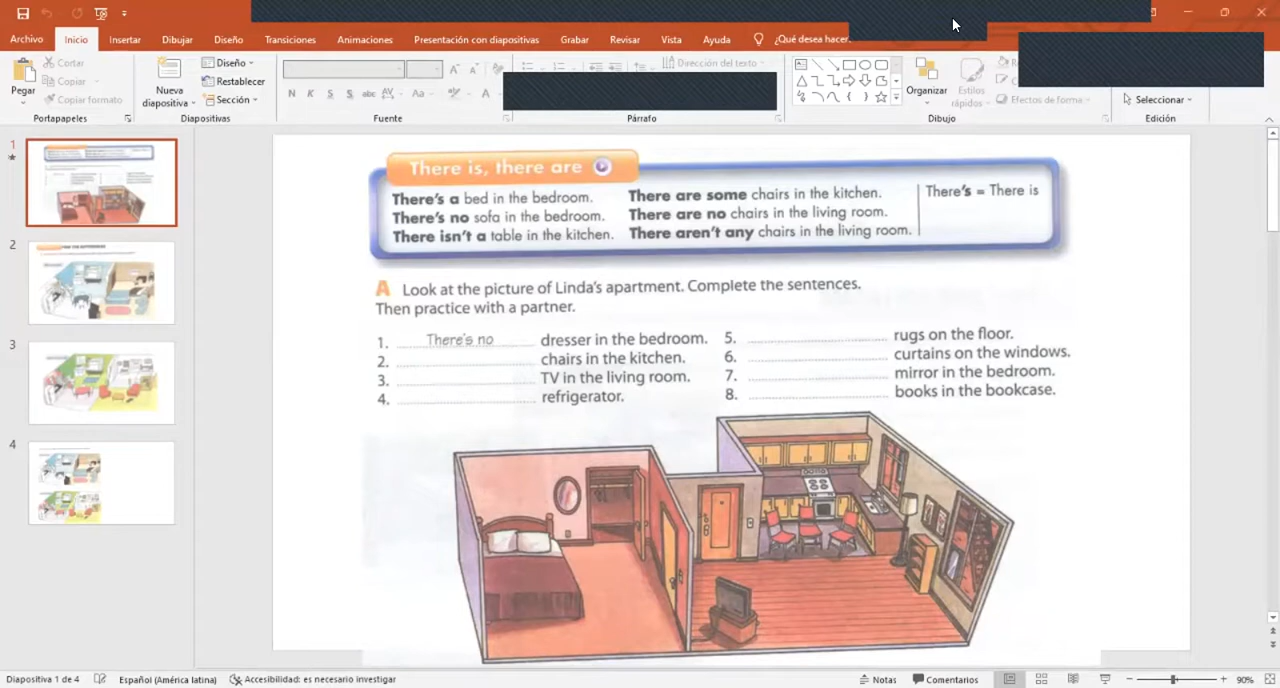 Archivo Inicio Insertar Dibujar Diseño Transiciones Animaciones Presentación con diapositivas Grabar Revisar Vista Ayuda ¿Qué desea hacer?
Pegar
Cortar
Copiar
Copiar formato
Portapapeles
Nueva
diapositiva
Diseño
Restablecer
Sección
Diapositivas
N K S S abc AV Aa A
Fuente
Dirección del texto
Párrafo
Organizar
Estilos
rápidos
Efectos de forma
Dibujo
Seleccionar
Edición
1
2
3
4
There is, there are
There's a bed in the bedroom. There are some chairs in the kitchen. There's = There is
There's no sofa in the bedroom. There are no chairs in the living room.
There isn't a table in the kitchen. There aren't any chairs in the living room.
A Look at the picture of Linda's apartment. Complete the sentences.
Then practice with a partner.
1. There's no dresser in the bedroom. 5. rugs on the floor.
2. chairs in the kitchen. 6. curtains on the windows.
3. TV in the living room. 7. mirror in the bedroom.
4. refrigerator. 8. books in the bookcase.
Diapositiva 1 de 4 Español (América latina) Accesibilidad: es necesario investigar Notas Comentarios 90%